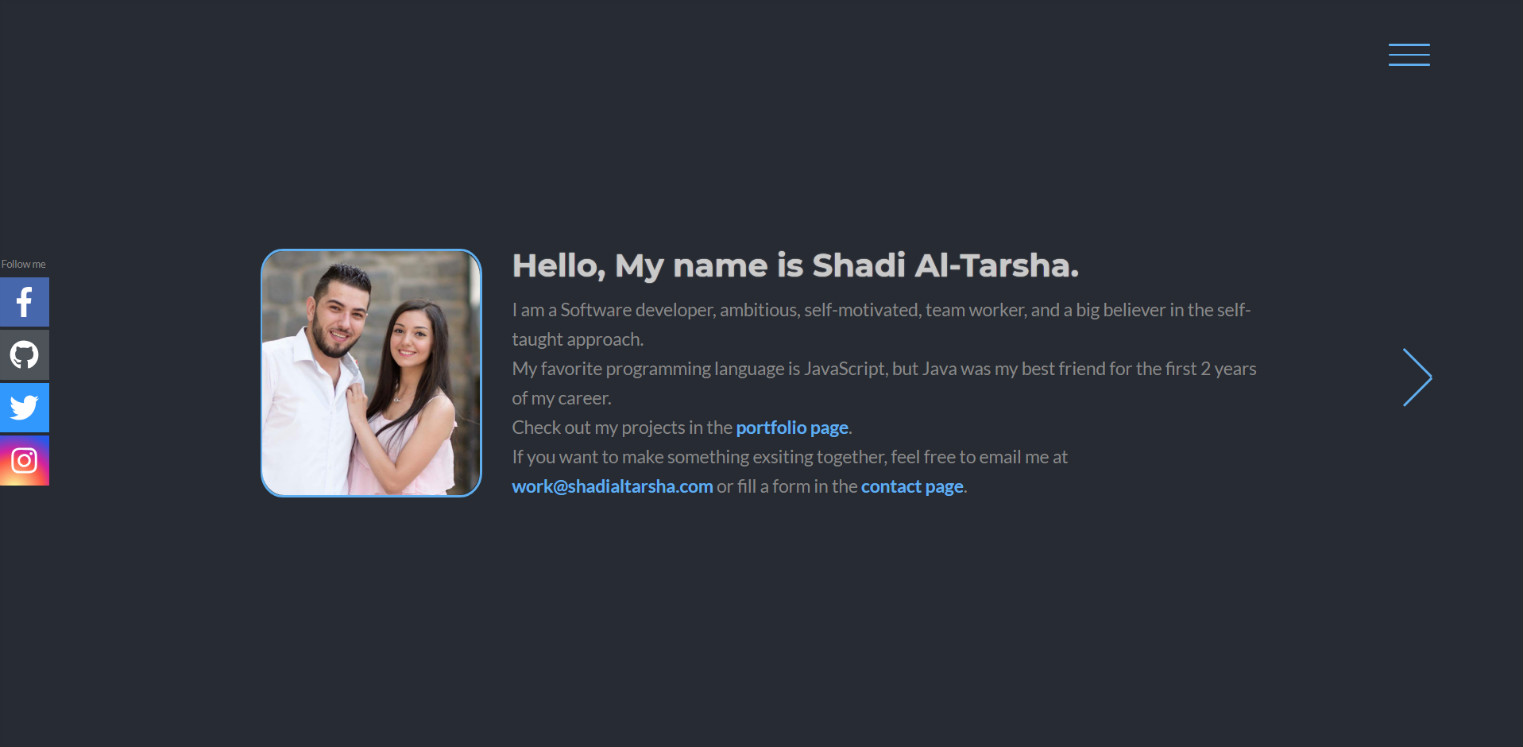 Follow me
Hello, My name is Shadi Al-Tarsha.
I am a Software developer, ambitious, self-motivated, team worker, and a big believer in the self-
taught approach.
My favorite programming language is JavaScript, but Java was my best friend for the first 2 years
of my career.
Check out my projects in the portfolio page.
If you want to make something exsiting together, feel free to email me at
work@shadialtarsha.com or fill a form in the contact page.